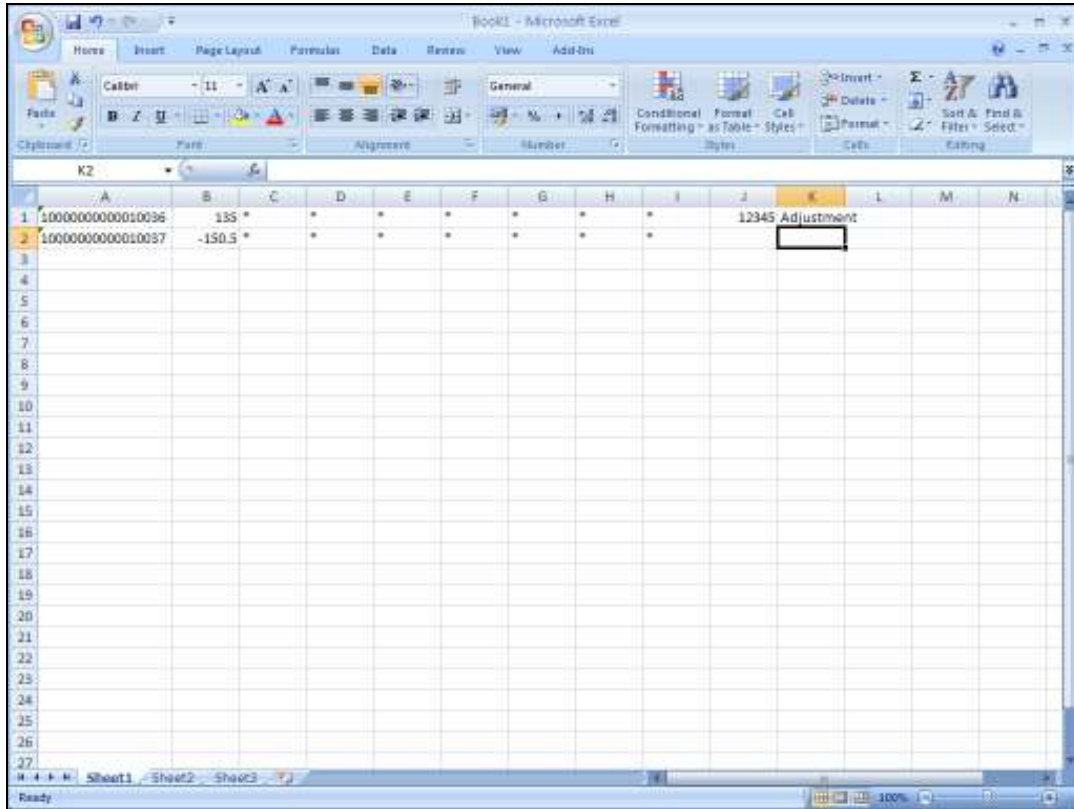 Book1 - Microsoft Excel
Home Insert Page Layout Formulas Data Review View Add-Ins
Paste Calibri 11 A A General Conditional Formatting Format as Table Cell Styles Insert Delete Format Sort & Filter Find & Select
B I U A % ,
Clipboard Font Alignment Number Styles Cells Editing
K2 fx
A B C D E F G H I J K L M N
1 10000000000010036 135 * * * * * * * 12345 Adjustment
2 10000000000010037 -150.5 * * * * * * *
3
4
5
6
7
8
9
10
11
12
13
14
15
16
17
18
19
20
21
22
23
24
25
26
27
Sheet1 Sheet2 Sheet3
Ready 100%